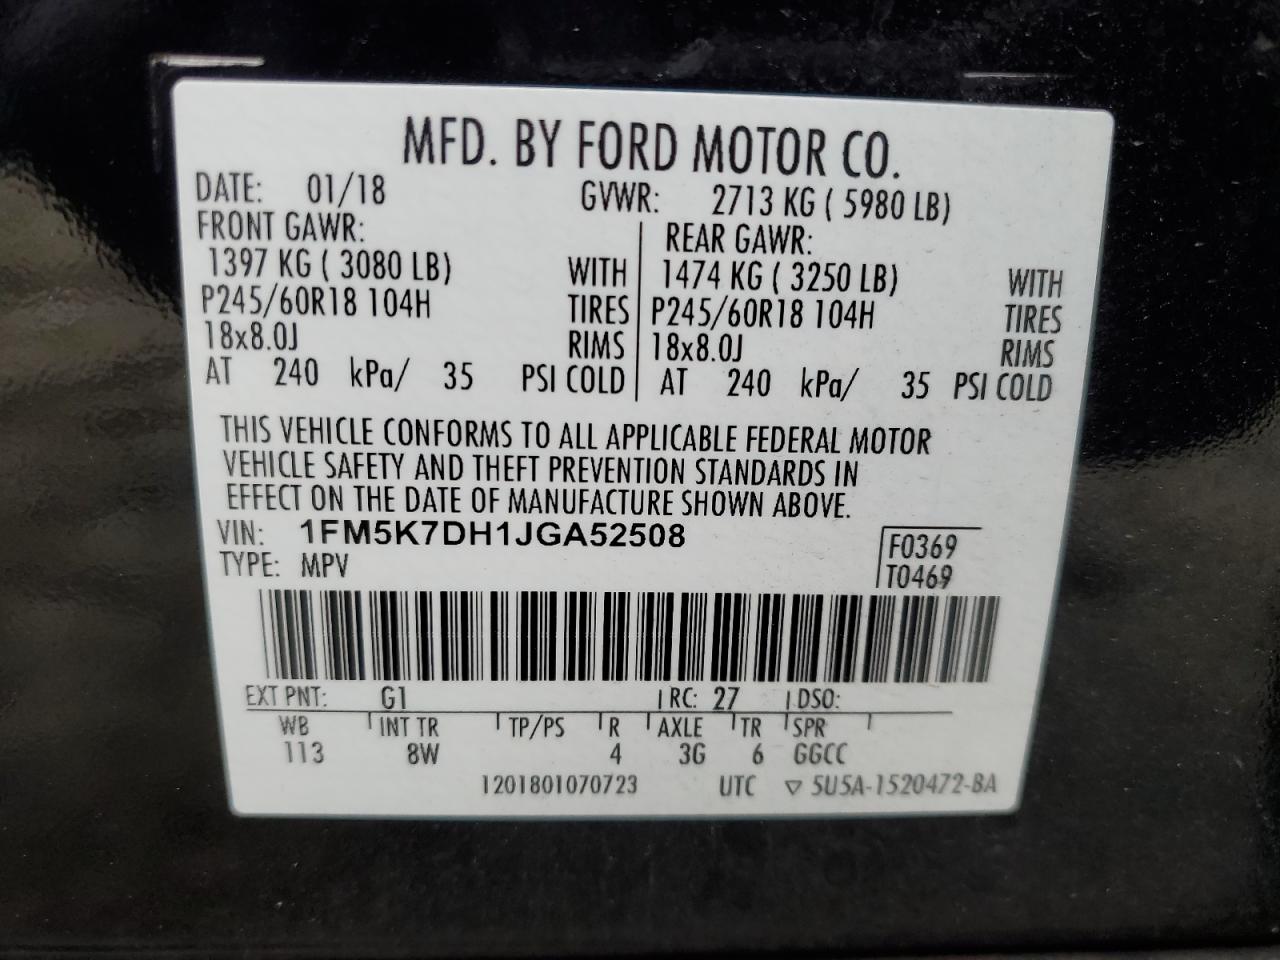 MFD. BY FORD MOTOR CO.
DATE: 01/18 GVWR: 2713 KG ( 5980 LB)
FRONT GAWR: REAR GAWR:
1397 KG ( 3080 LB) WITH 1474 KG ( 3250 LB) WITH
P245/60R18 104H TIRES P245/60R18 104H TIRES
18x8.0J RIMS 18x8.0J RIMS
AT 240 kPa/ 35 PSI COLD AT 240 kPa/ 35 PSI COLD
THIS VEHICLE CONFORMS TO ALL APPLICABLE FEDERAL MOTOR
VEHICLE SAFETY AND THEFT PREVENTION STANDARDS IN
EFFECT ON THE DATE OF MANUFACTURE SHOWN ABOVE.
VIN: 1FM5K7DH1JGA52508 F0369
TYPE: MPV T0469
EXT PNT: G1 RC: 27 DSO:
WB INT TR TP/PS R AXLE TR SPR
113 8W 4 3G 6 GGCC
1201801070723 UTC ▽ 5U5A-1520472-BA